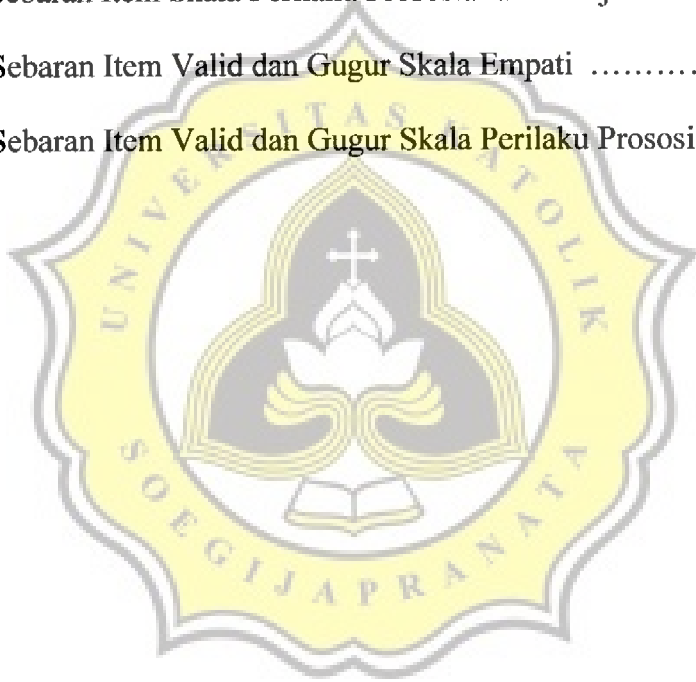 Sebaran Item Valid dan Gugur Skala Empati ..........
Sebaran Item Valid dan Gugur Skala Perilaku Prososi
UNIVERSITAS KATOLIK
SOEGIJAPRANATA